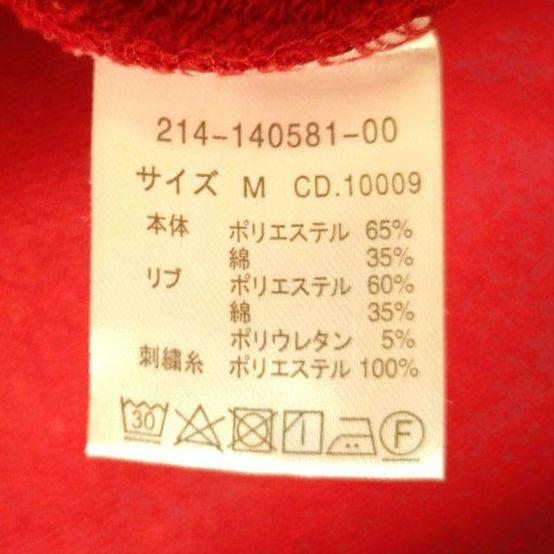 214-140581-00
サイズ M CD.10009
本体 ポリエステル 65%
綿 35%
リブ ポリエステル 60%
綿 35%
ポリウレタン 5%
刺繍糸 ポリエステル 100%
30 F